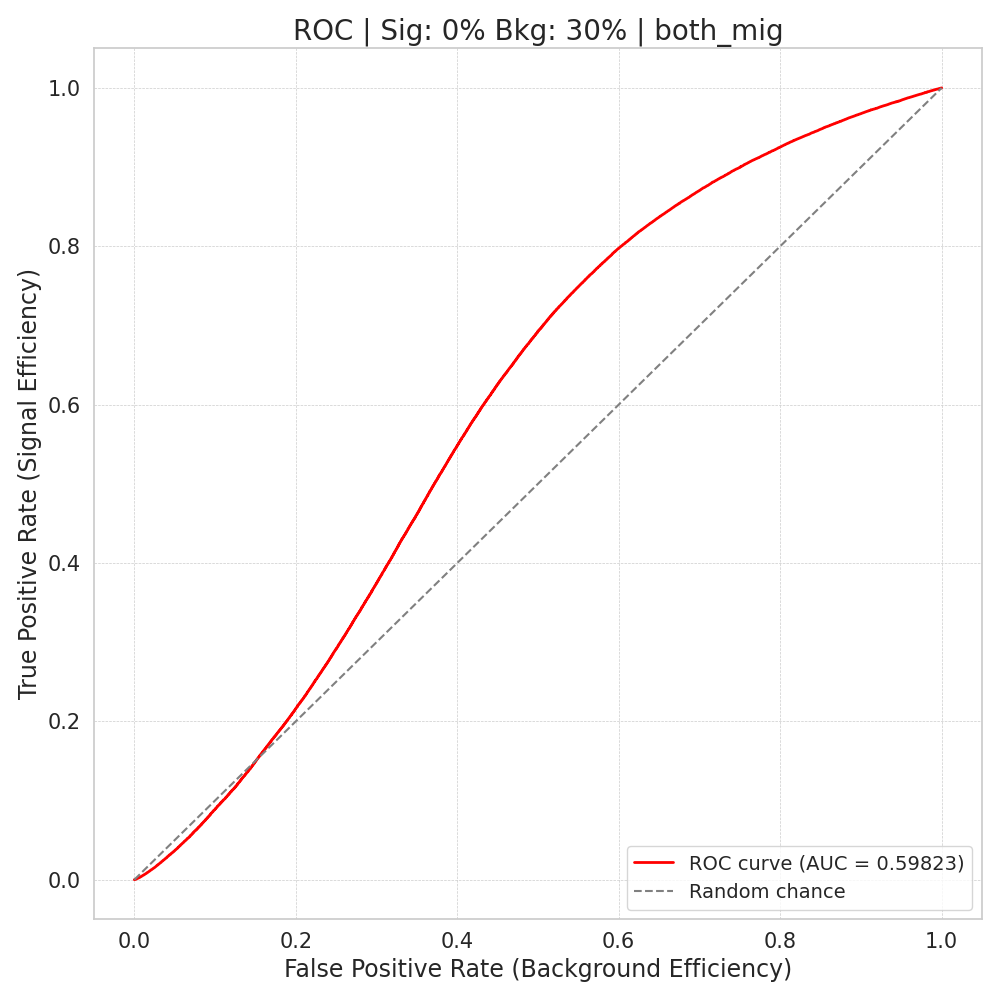 ROC | Sig: 0% Bkg: 30% | both_mig
True Positive Rate (Signal Efficiency)
1.0
0.8
0.6
0.4
0.2
0.0
ROC curve (AUC = 0.59823)
Random chance
0.0 0.2 0.4 0.6 0.8 1.0
False Positive Rate (Background Efficiency)